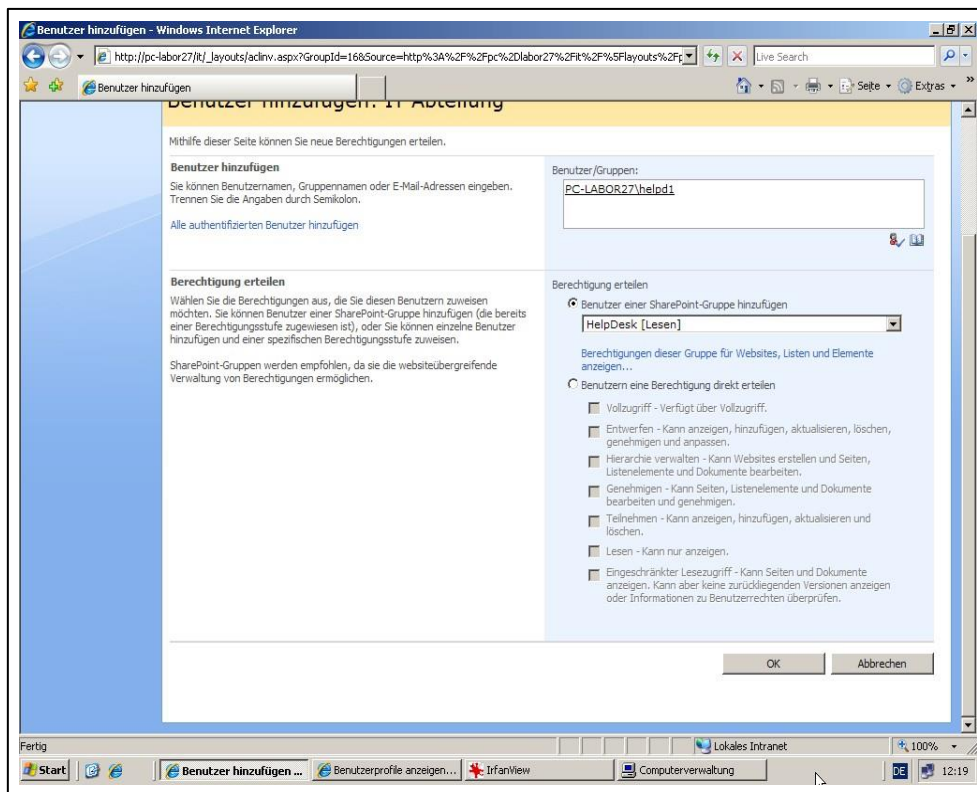 Benutzer hinzufügen - Windows Internet Explorer
http://pc-labor27/it/_layouts/aclinv.aspx?GroupId=16&Source=http%3A%2F%2Fpc%2Dlabor27%2Fit%2F%5Flayouts%2Fp
Live Search
Benutzer hinzufügen
Seite
Extras
Benutzer hinzufügen: IT Abteilung
Mithilfe dieser Seite können Sie neue Berechtigungen erteilen.
Benutzer hinzufügen
Sie können Benutzernamen, Gruppennamen oder E-Mail-Adressen eingeben.
Trennen Sie die Angaben durch Semikolon.
Alle authentifizierten Benutzer hinzufügen
Benutzer/Gruppen:
PC-LABOR27\helpd1
Berechtigung erteilen
Wählen Sie die Berechtigungen aus, die Sie diesen Benutzern zuweisen
möchten. Sie können Benutzer einer SharePoint-Gruppe hinzufügen (die bereits
einer Berechtigungsstufe zugewiesen ist), oder Sie können einzelne Benutzer
hinzufügen und einer spezifischen Berechtigungsstufe zuweisen.
SharePoint-Gruppen werden empfohlen, da sie die websiteübergreifende
Verwaltung von Berechtigungen ermöglichen.
Berechtigung erteilen
Benutzer einer SharePoint-Gruppe hinzufügen
HelpDesk [Lesen]
Berechtigungen dieser Gruppe für Websites, Listen und Elemente
anzeigen...
Benutzern eine Berechtigung direkt erteilen
Vollzugriff - Verfügt über Vollzugriff.
Entwerfen - Kann anzeigen, hinzufügen, aktualisieren, löschen,
genehmigen und anpassen.
Hierarchie verwalten - Kann Websites erstellen und Seiten,
Listenelemente und Dokumente bearbeiten.
Genehmigen - Kann Seiten, Listenelemente und Dokumente
bearbeiten und genehmigen.
Teilnehmen - Kann anzeigen, hinzufügen, aktualisieren und
löschen.
Lesen - Kann nur anzeigen.
Eingeschränkter Lesezugriff - Kann Seiten und Dokumente
anzeigen. Kann aber keine zurückliegenden Versionen anzeigen
oder Informationen zu Benutzerrechten überprüfen.
OK
Abbrechen
Fertig
Lokales Intranet
100%
Start
Benutzer hinzufügen ...
Benutzerprofile anzeigen...
IrfanView
Computerverwaltung
DE
12:19